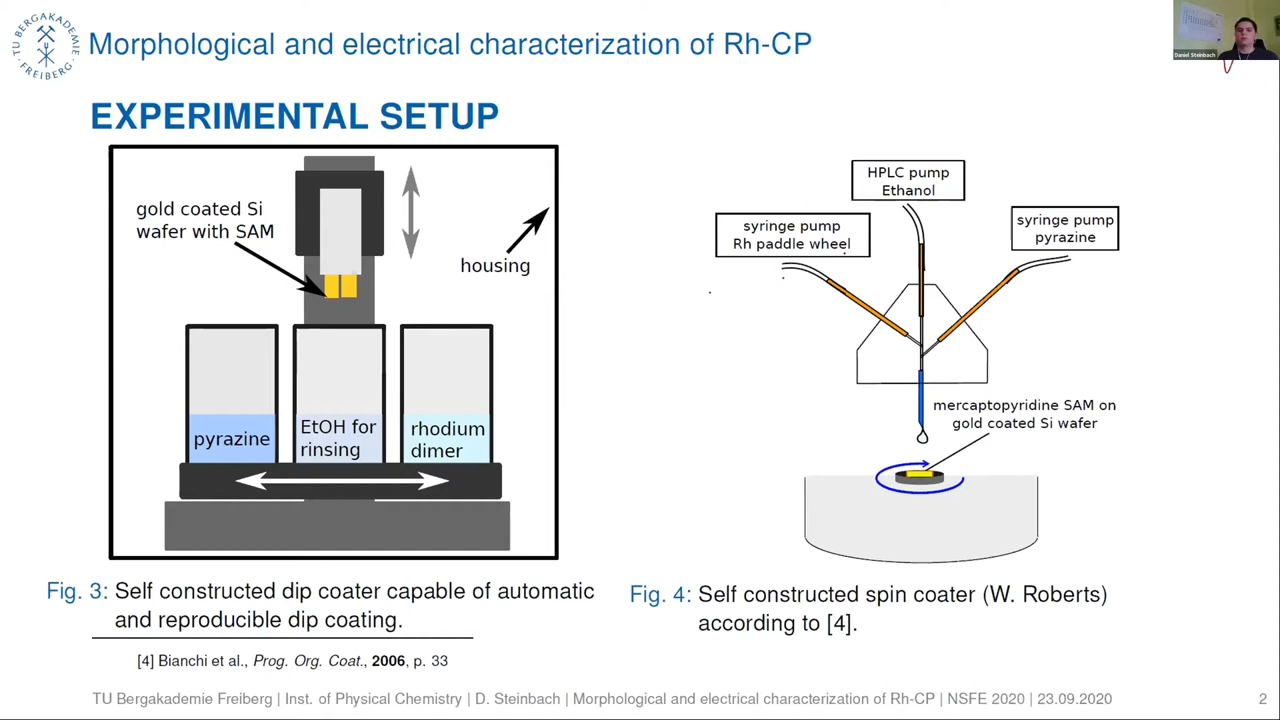 TU BERGAKADEMIE
FREIBERG
Morphological and electrical characterization of Rh-CP
Daniel Steinbach
EXPERIMENTAL SETUP
gold coated Si
wafer with SAM
housing
pyrazine
EtOH for
rinsing
rhodium
dimer
HPLC pump
Ethanol
syringe pump
Rh paddle wheel
syringe pump
pyrazine
mercaptopyridine SAM on
gold coated Si wafer
Fig. 3: Self constructed dip coater capable of automatic
and reproducible dip coating.
Fig. 4: Self constructed spin coater (W. Roberts)
according to [4].
[4] Bianchi et al., Prog. Org. Coat., 2006, p. 33
TU Bergakademie Freiberg | Inst. of Physical Chemistry | D. Steinbach | Morphological and electrical characterization of Rh-CP | NSFE 2020 | 23.09.2020
2